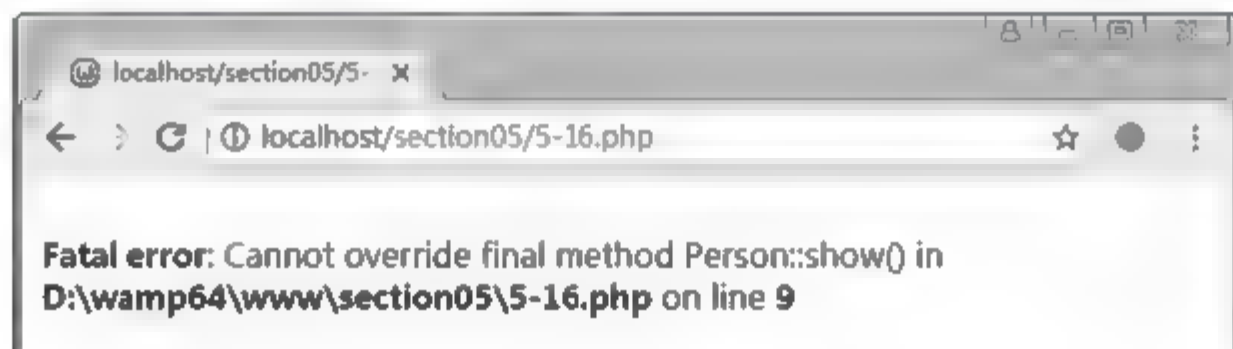 localhost/section05/5-
localhost/section05/5-16.php
Fatal error: Cannot override final method Person::show() in
D:\wamp64\www\section05\5-16.php on line 9